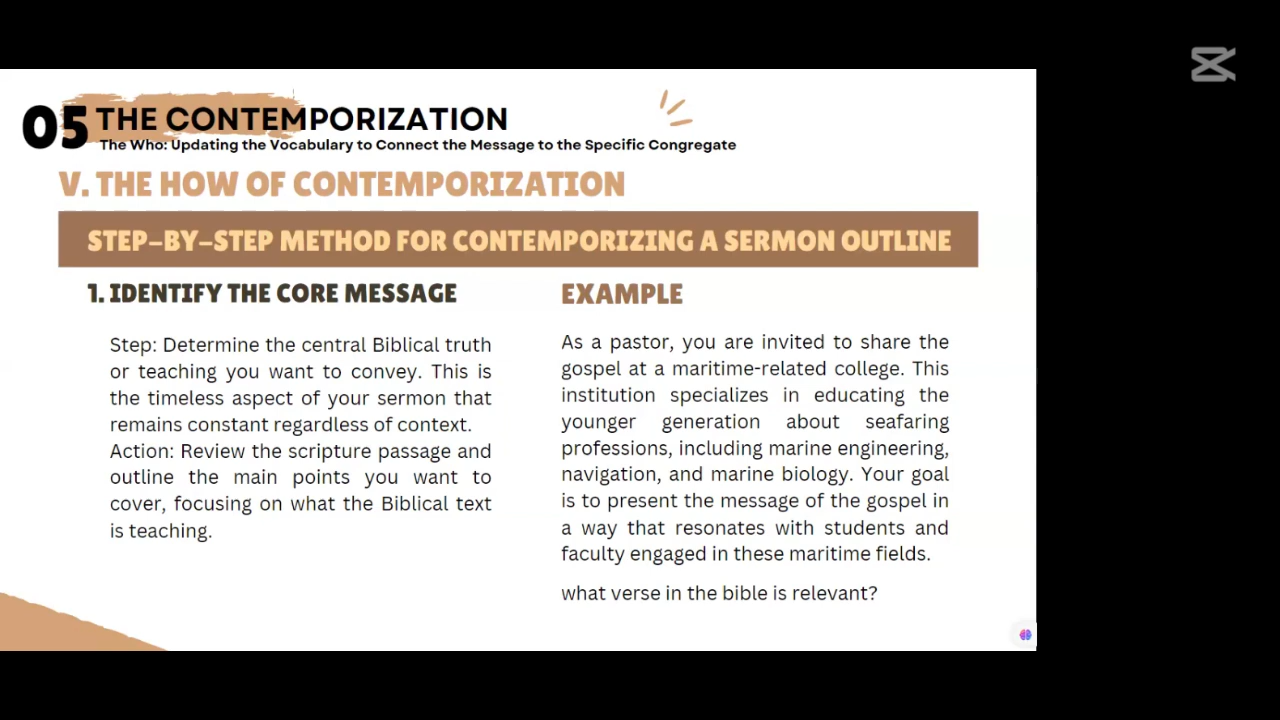 05 THE CONTEMPORIZATION
The Who: Updating the Vocabulary to Connect the Message to the Specific Congregate
V. THE HOW OF CONTEMPORIZATION
STEP-BY-STEP METHOD FOR CONTEMPORIZING A SERMON OUTLINE
1. IDENTIFY THE CORE MESSAGE
Step: Determine the central Biblical truth
or teaching you want to convey. This is
the timeless aspect of your sermon that
remains constant regardless of context.
Action: Review the scripture passage and
outline the main points you want to
cover, focusing on what the Biblical text
is teaching.
EXAMPLE
As a pastor, you are invited to share the
gospel at a maritime-related college. This
institution specializes in educating the
younger generation about seafaring
professions, including marine engineering,
navigation, and marine biology. Your goal
is to present the message of the gospel in
a way that resonates with students and
faculty engaged in these maritime fields.
what verse in the bible is relevant?